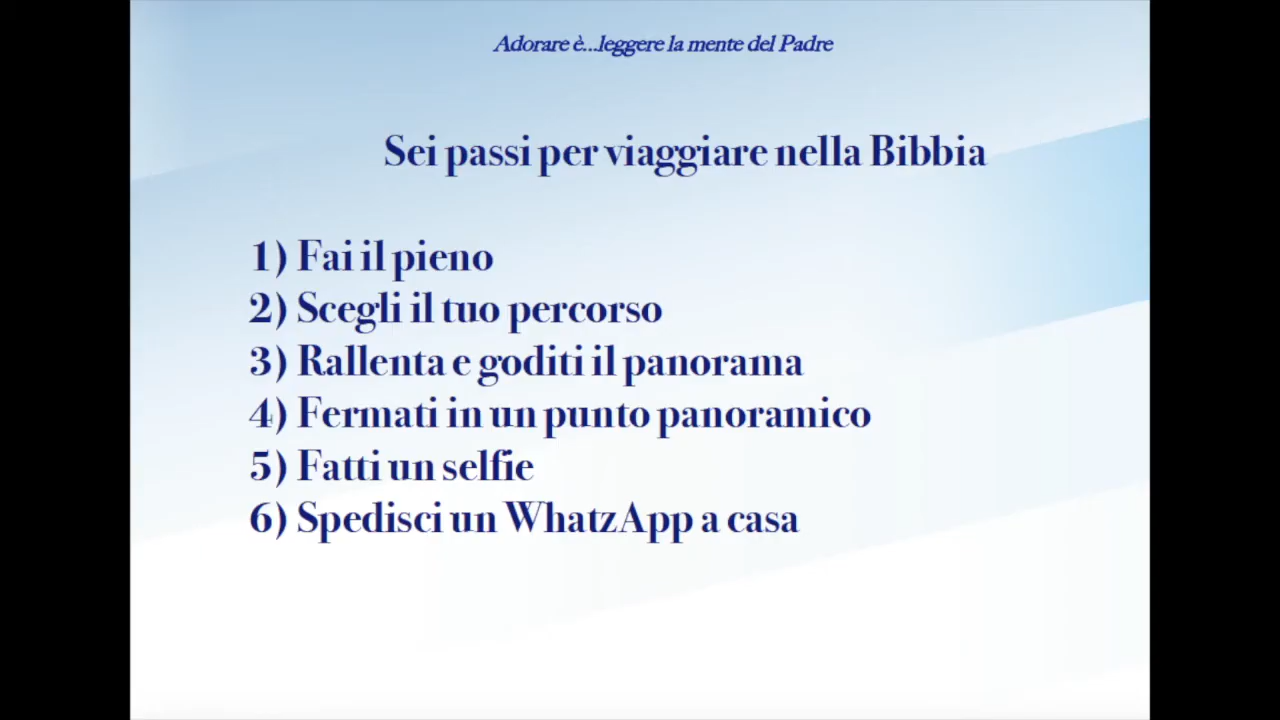 Adorare è...leggere la mente del Padre
Sei passi per viaggiare nella Bibbia
1) Fai il pieno
2) Scegli il tuo percorso
3) Rallenta e goditi il panorama
4) Fermati in un punto panoramico
5) Fatti un selfie
6) Spedisci un WhatzApp a casa